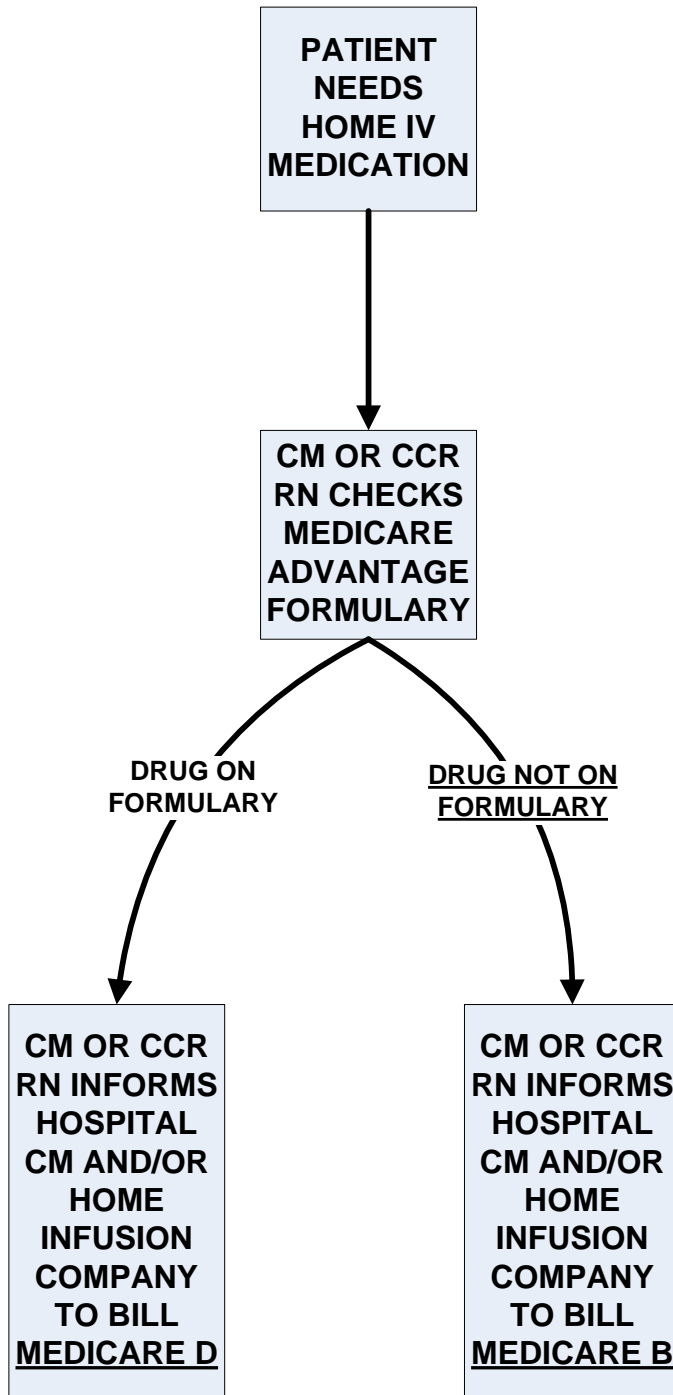 PATIENT
NEEDS
HOME IV
MEDICATION
CM OR CCR
RN CHECKS
MEDICARE
ADVANTAGE
FORMULARY
DRUG ON
FORMULARY
DRUG NOT ON
FORMULARY
CM OR CCR
RN INFORMS
HOSPITAL
CM AND/OR
HOME
INFUSION
COMPANY
TO BILL
MEDICARE D
CM OR CCR
RN INFORMS
HOSPITAL
CM AND/OR
HOME
INFUSION
COMPANY
TO BILL
MEDICARE B